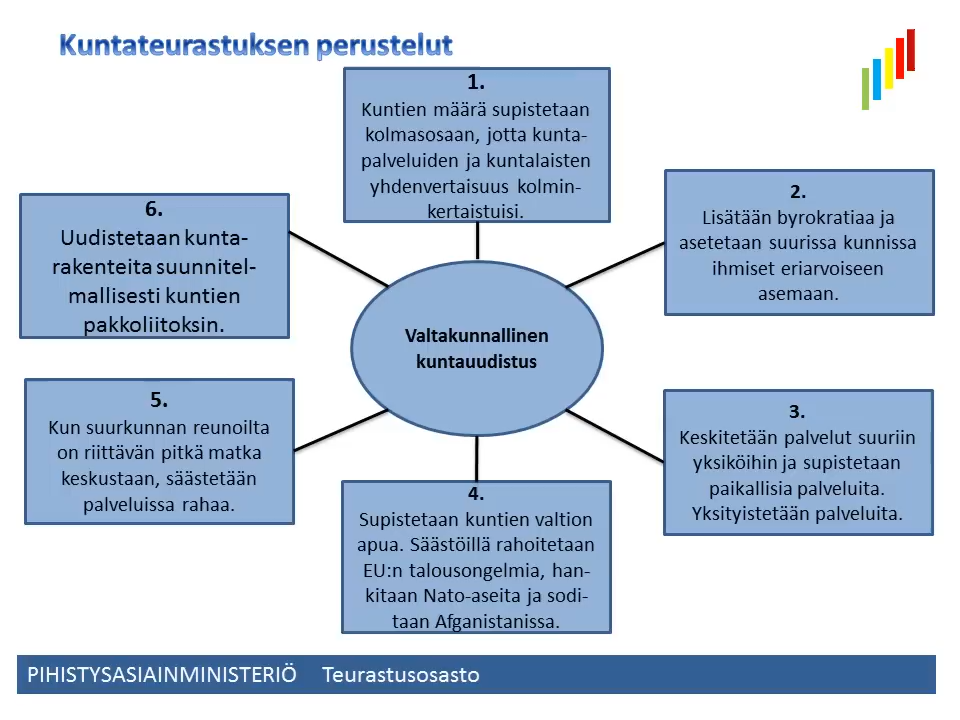 Kuntateurastuksen perustelut
1.
Kuntien määrä supistetaan
kolmasosaan, jotta kunta-
palveluiden ja kuntalaisten
yhdenvertaisuus kolmin-
kertaistuisi.
2.
Lisätään byrokratiaa ja
asetetaan suurissa kunnissa
ihmiset eriarvoiseen
asemaan.
3.
Keskitetään palvelut suuriin
yksiköihin ja supistetaan
paikallisia palveluita.
Yksityistetään palveluita.
4.
Supistetaan kuntien valtion
apua. Säästöillä rahoitetaan
EU:n talousongelmia, han-
kitaan Nato-aseita ja sodi-
taan Afganistanissa.
5.
Kun suurkunnan reunoilta
on riittävän pitkä matka
keskustaan, säästetään
palveluissa rahaa.
6.
Uudistetaan kunta-
rakenteita suunnitel-
mallisesti kuntien
pakkoliitoksin.
Valtakunnallinen
kuntauudistus
PIHISTYSASIAINMINISTERIÖ Teurastusosasto